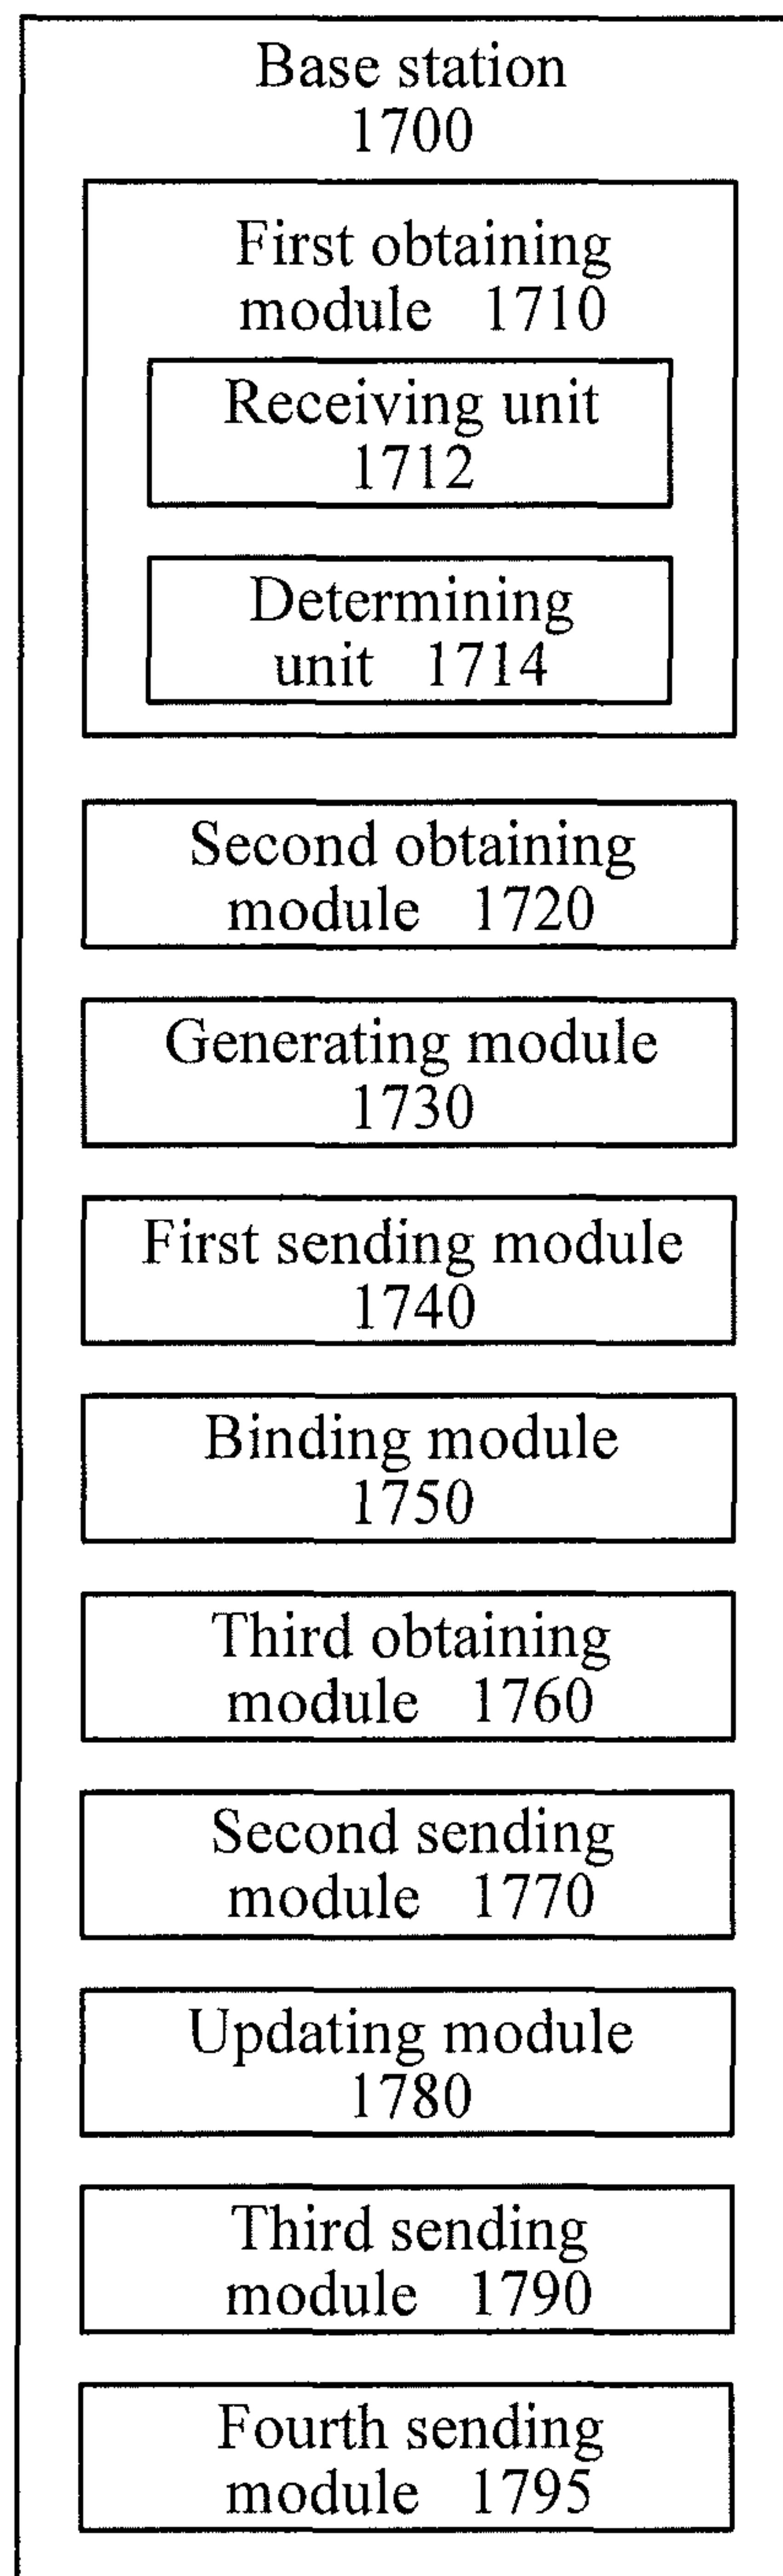 Base station
1700
First obtaining
module 1710
Receiving unit
1712
Determining
unit 1714
Second obtaining
module 1720
Generating module
1730
First sending module
1740
Binding module
1750
Third obtaining
module 1760
Second sending
module 1770
Updating module
1780
Third sending
module 1790
Fourth sending
module 1795